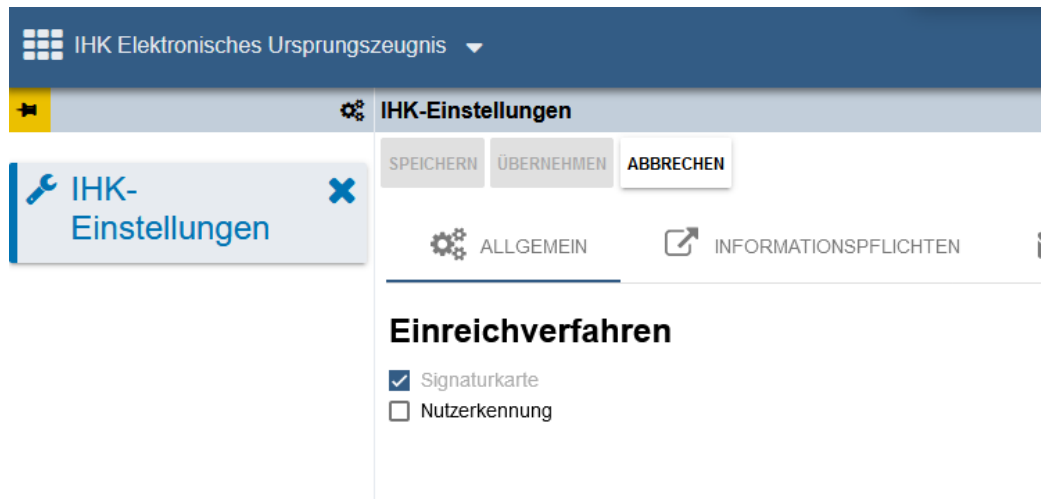 IHK Elektronisches Ursprungszeugnis
IHK-Einstellungen
SPEICHERN ÜBERNEHMEN ABBRECHEN
IHK-
Einstellungen
ALLGEMEIN INFORMATIONSPFLICHTEN
Einreichverfahren
Signaturkarte
Nutzerkennung